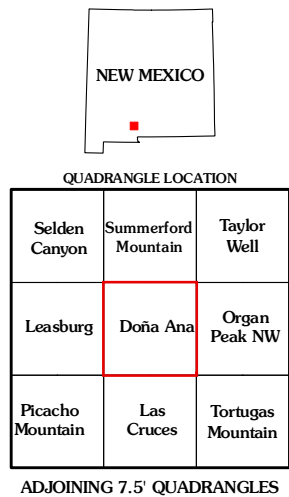 NEW MEXICO
QUADRANGLE LOCATION
Selden
Canyon
Summerford
Mountain
Taylor
Well
Leasburg
Doña Ana
Organ
Peak NW
Picacho
Mountain
Las
Cruces
Tortugas
Mountain
ADJOINING 7.5' QUADRANGLES